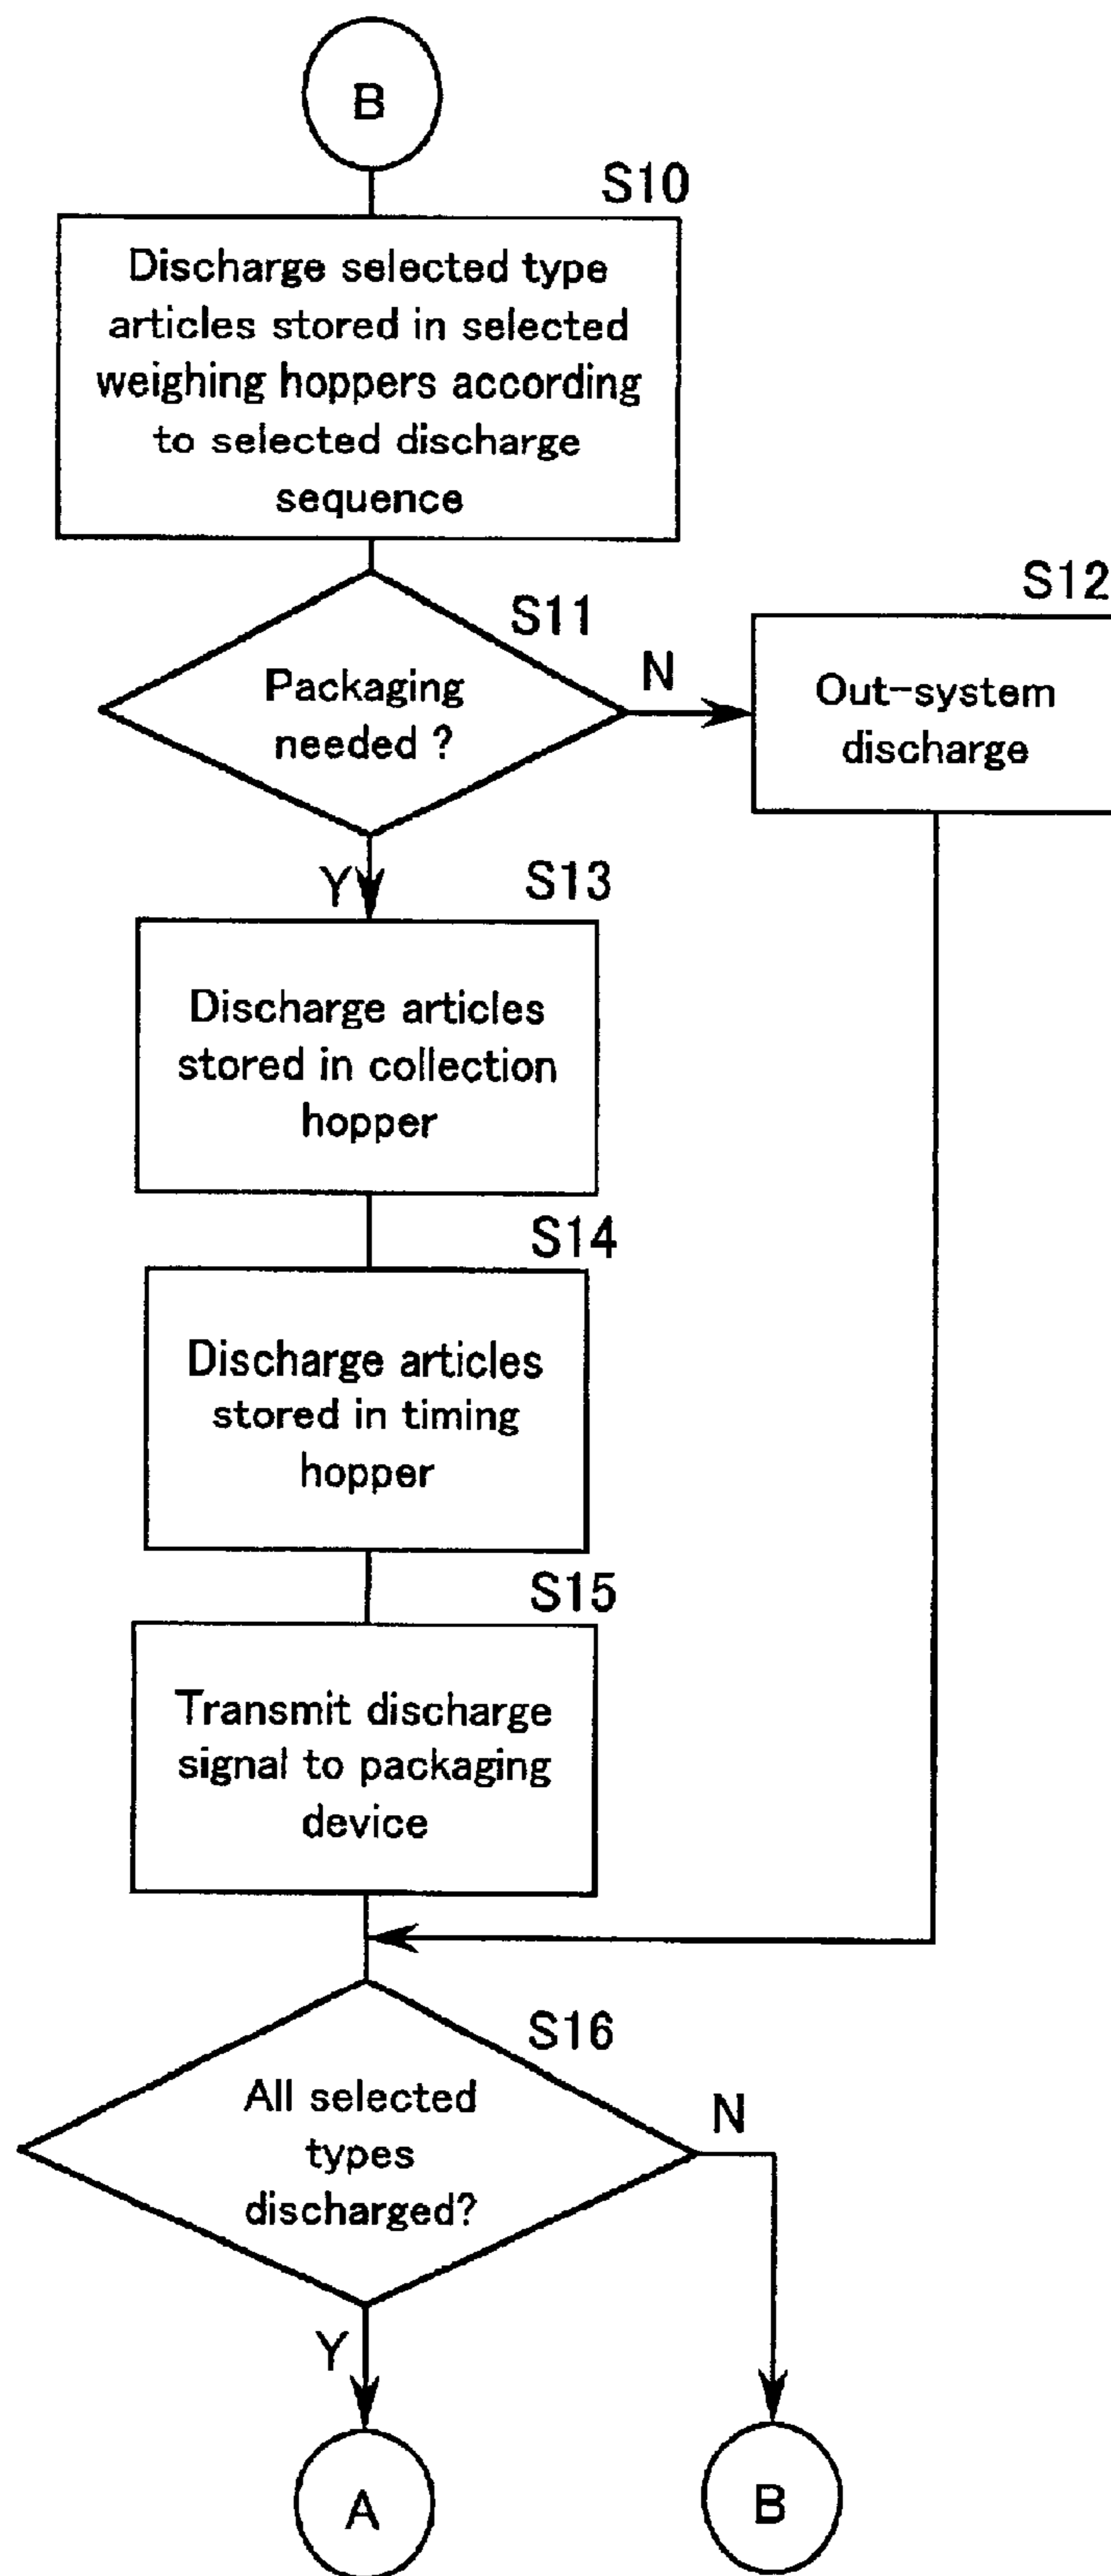 B
S10
Discharge selected type
articles stored in selected
weighing hoppers according
to selected discharge
sequence
S11
Packaging
needed ?
N
S12
Out-system
discharge
Y
S13
Discharge articles
stored in collection
hopper
S14
Discharge articles
stored in timing
hopper
S15
Transmit discharge
signal to packaging
device
S16
All selected
types
discharged?
N
Y
A
B